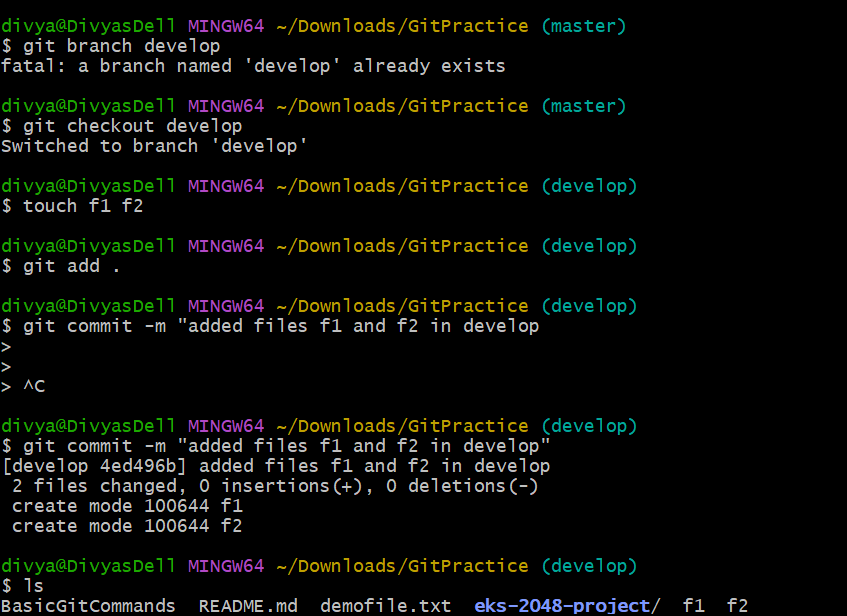 divya@DivyasDell MINGW64 ~/Downloads/GitPractice (master)
$ git branch develop
fatal: a branch named 'develop' already exists
divya@DivyasDell MINGW64 ~/Downloads/GitPractice (master)
$ git checkout develop
Switched to branch 'develop'
divya@DivyasDell MINGW64 ~/Downloads/GitPractice (develop)
$ touch f1 f2
divya@DivyasDell MINGW64 ~/Downloads/GitPractice (develop)
$ git add .
divya@DivyasDell MINGW64 ~/Downloads/GitPractice (develop)
$ git commit -m "added files f1 and f2 in develop
>
>
> ^C
divya@DivyasDell MINGW64 ~/Downloads/GitPractice (develop)
$ git commit -m "added files f1 and f2 in develop"
[develop 4ed496b] added files f1 and f2 in develop
 2 files changed, 0 insertions(+), 0 deletions(-)
 create mode 100644 f1
 create mode 100644 f2
divya@DivyasDell MINGW64 ~/Downloads/GitPractice (develop)
$ ls
BasicGitCommands  README.md  demofile.txt  eks-2048-project/  f1  f2